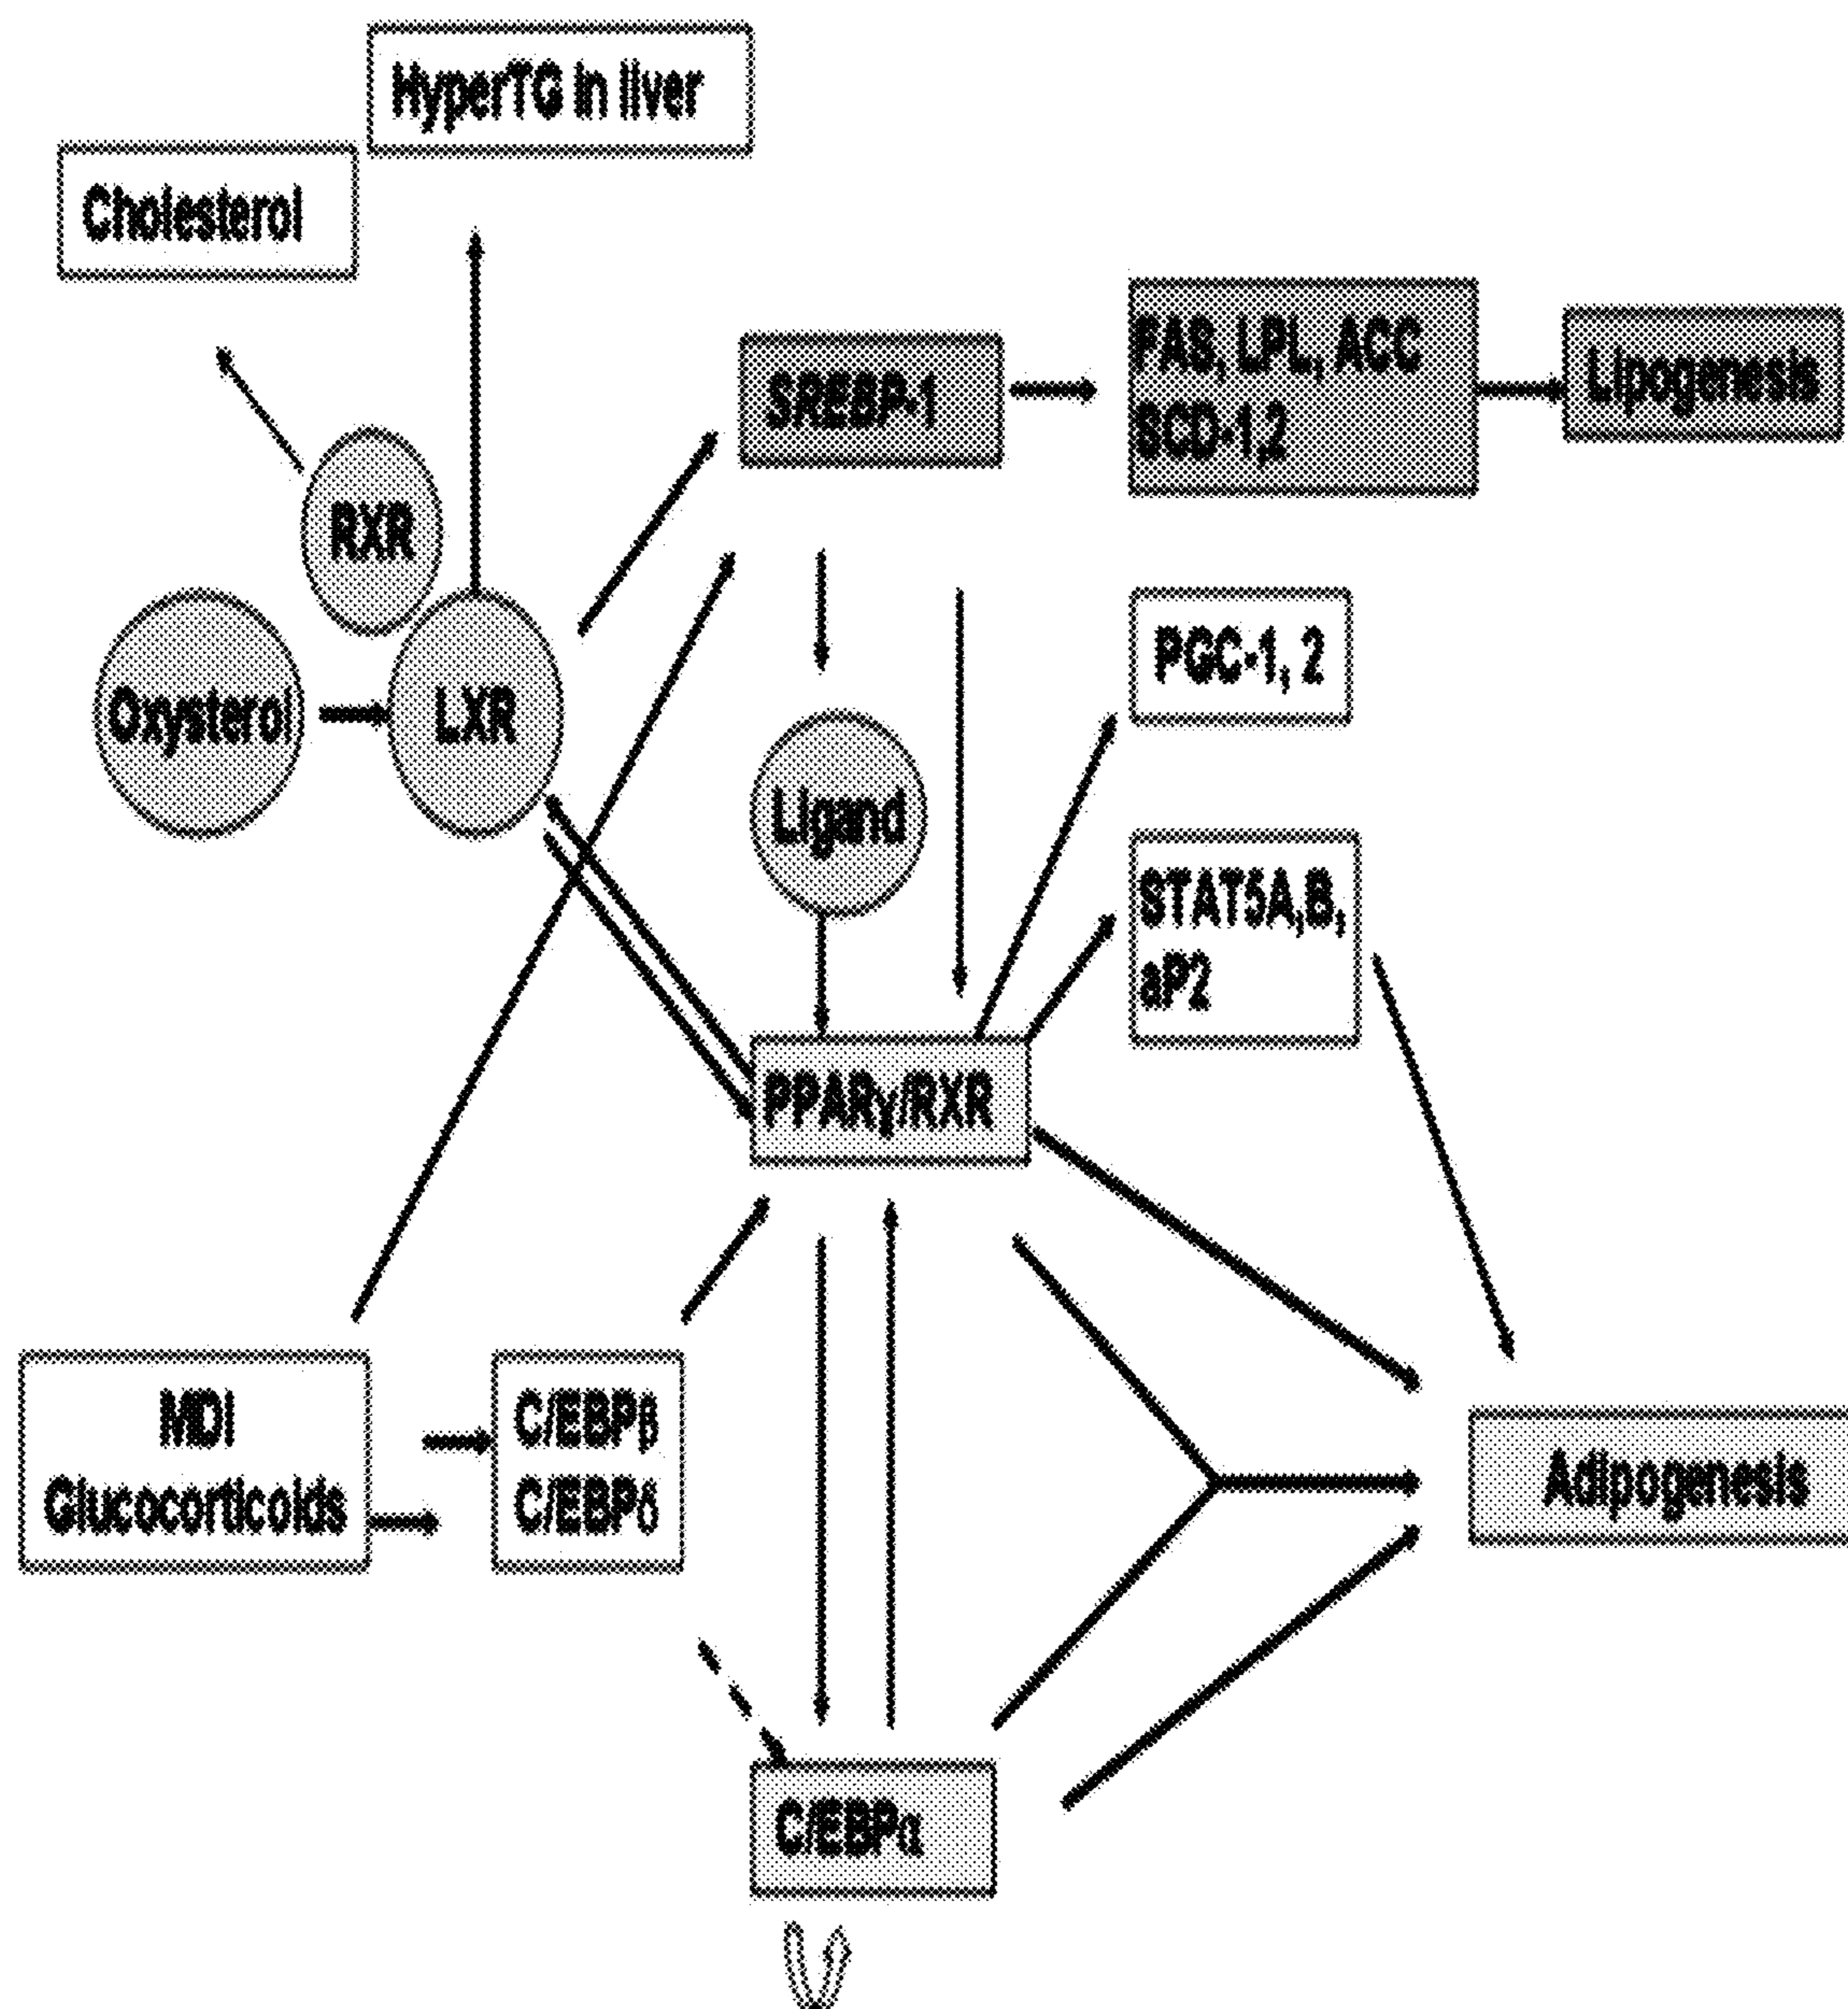 HyperTG in liver
Cholesterol
SREBP-1
FAS, LPL, ACC
SCD-1,2
Lipogenesis
RXR
Oxysterol
LXR
PGC-1, 2
Ligand
STAT5A,B,
aP2
PPARγ/RXR
MDI
Glucocorticoids
C/EBPβ
C/EBPδ
Adipogenesis
C/EBPα